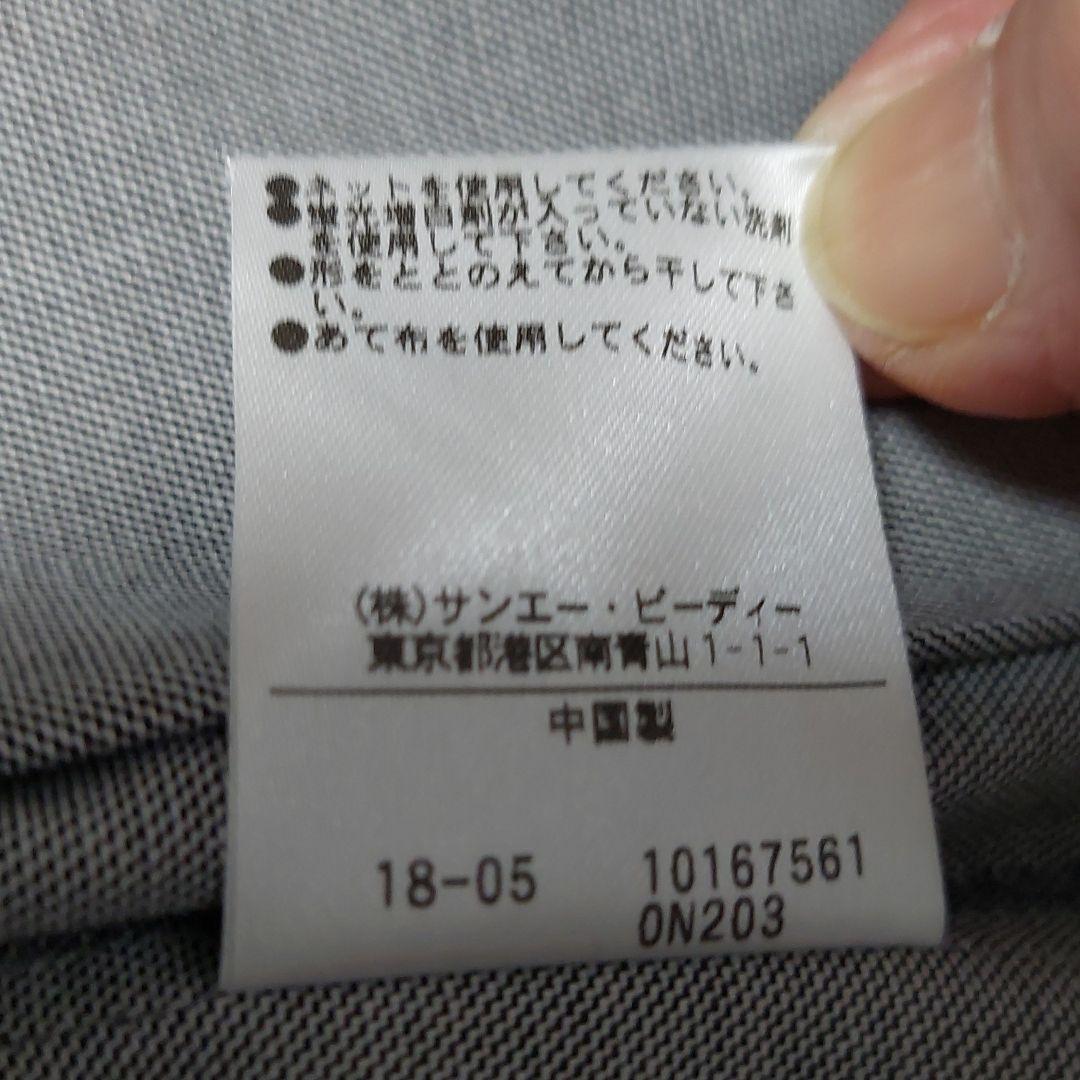 ●ネットを使用してください。
●蛍光増白剤が入っていない洗剤
を使用して下さい。
●形をととのえてから干して下さ
い。
●あて布を使用してください。
(株)サンエー・ビーディー
東京都港区南青山1-1-1
中国製
18-05 10167561
0N203